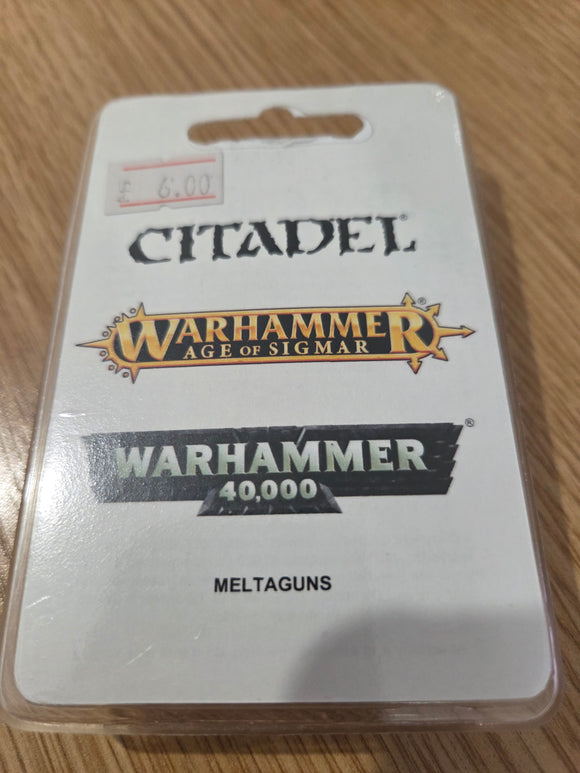 £ 6.00
CITADEL®
WARHAMMER®
AGE OF SIGMAR
WARHAMMER®
40,000
MELTAGUNS